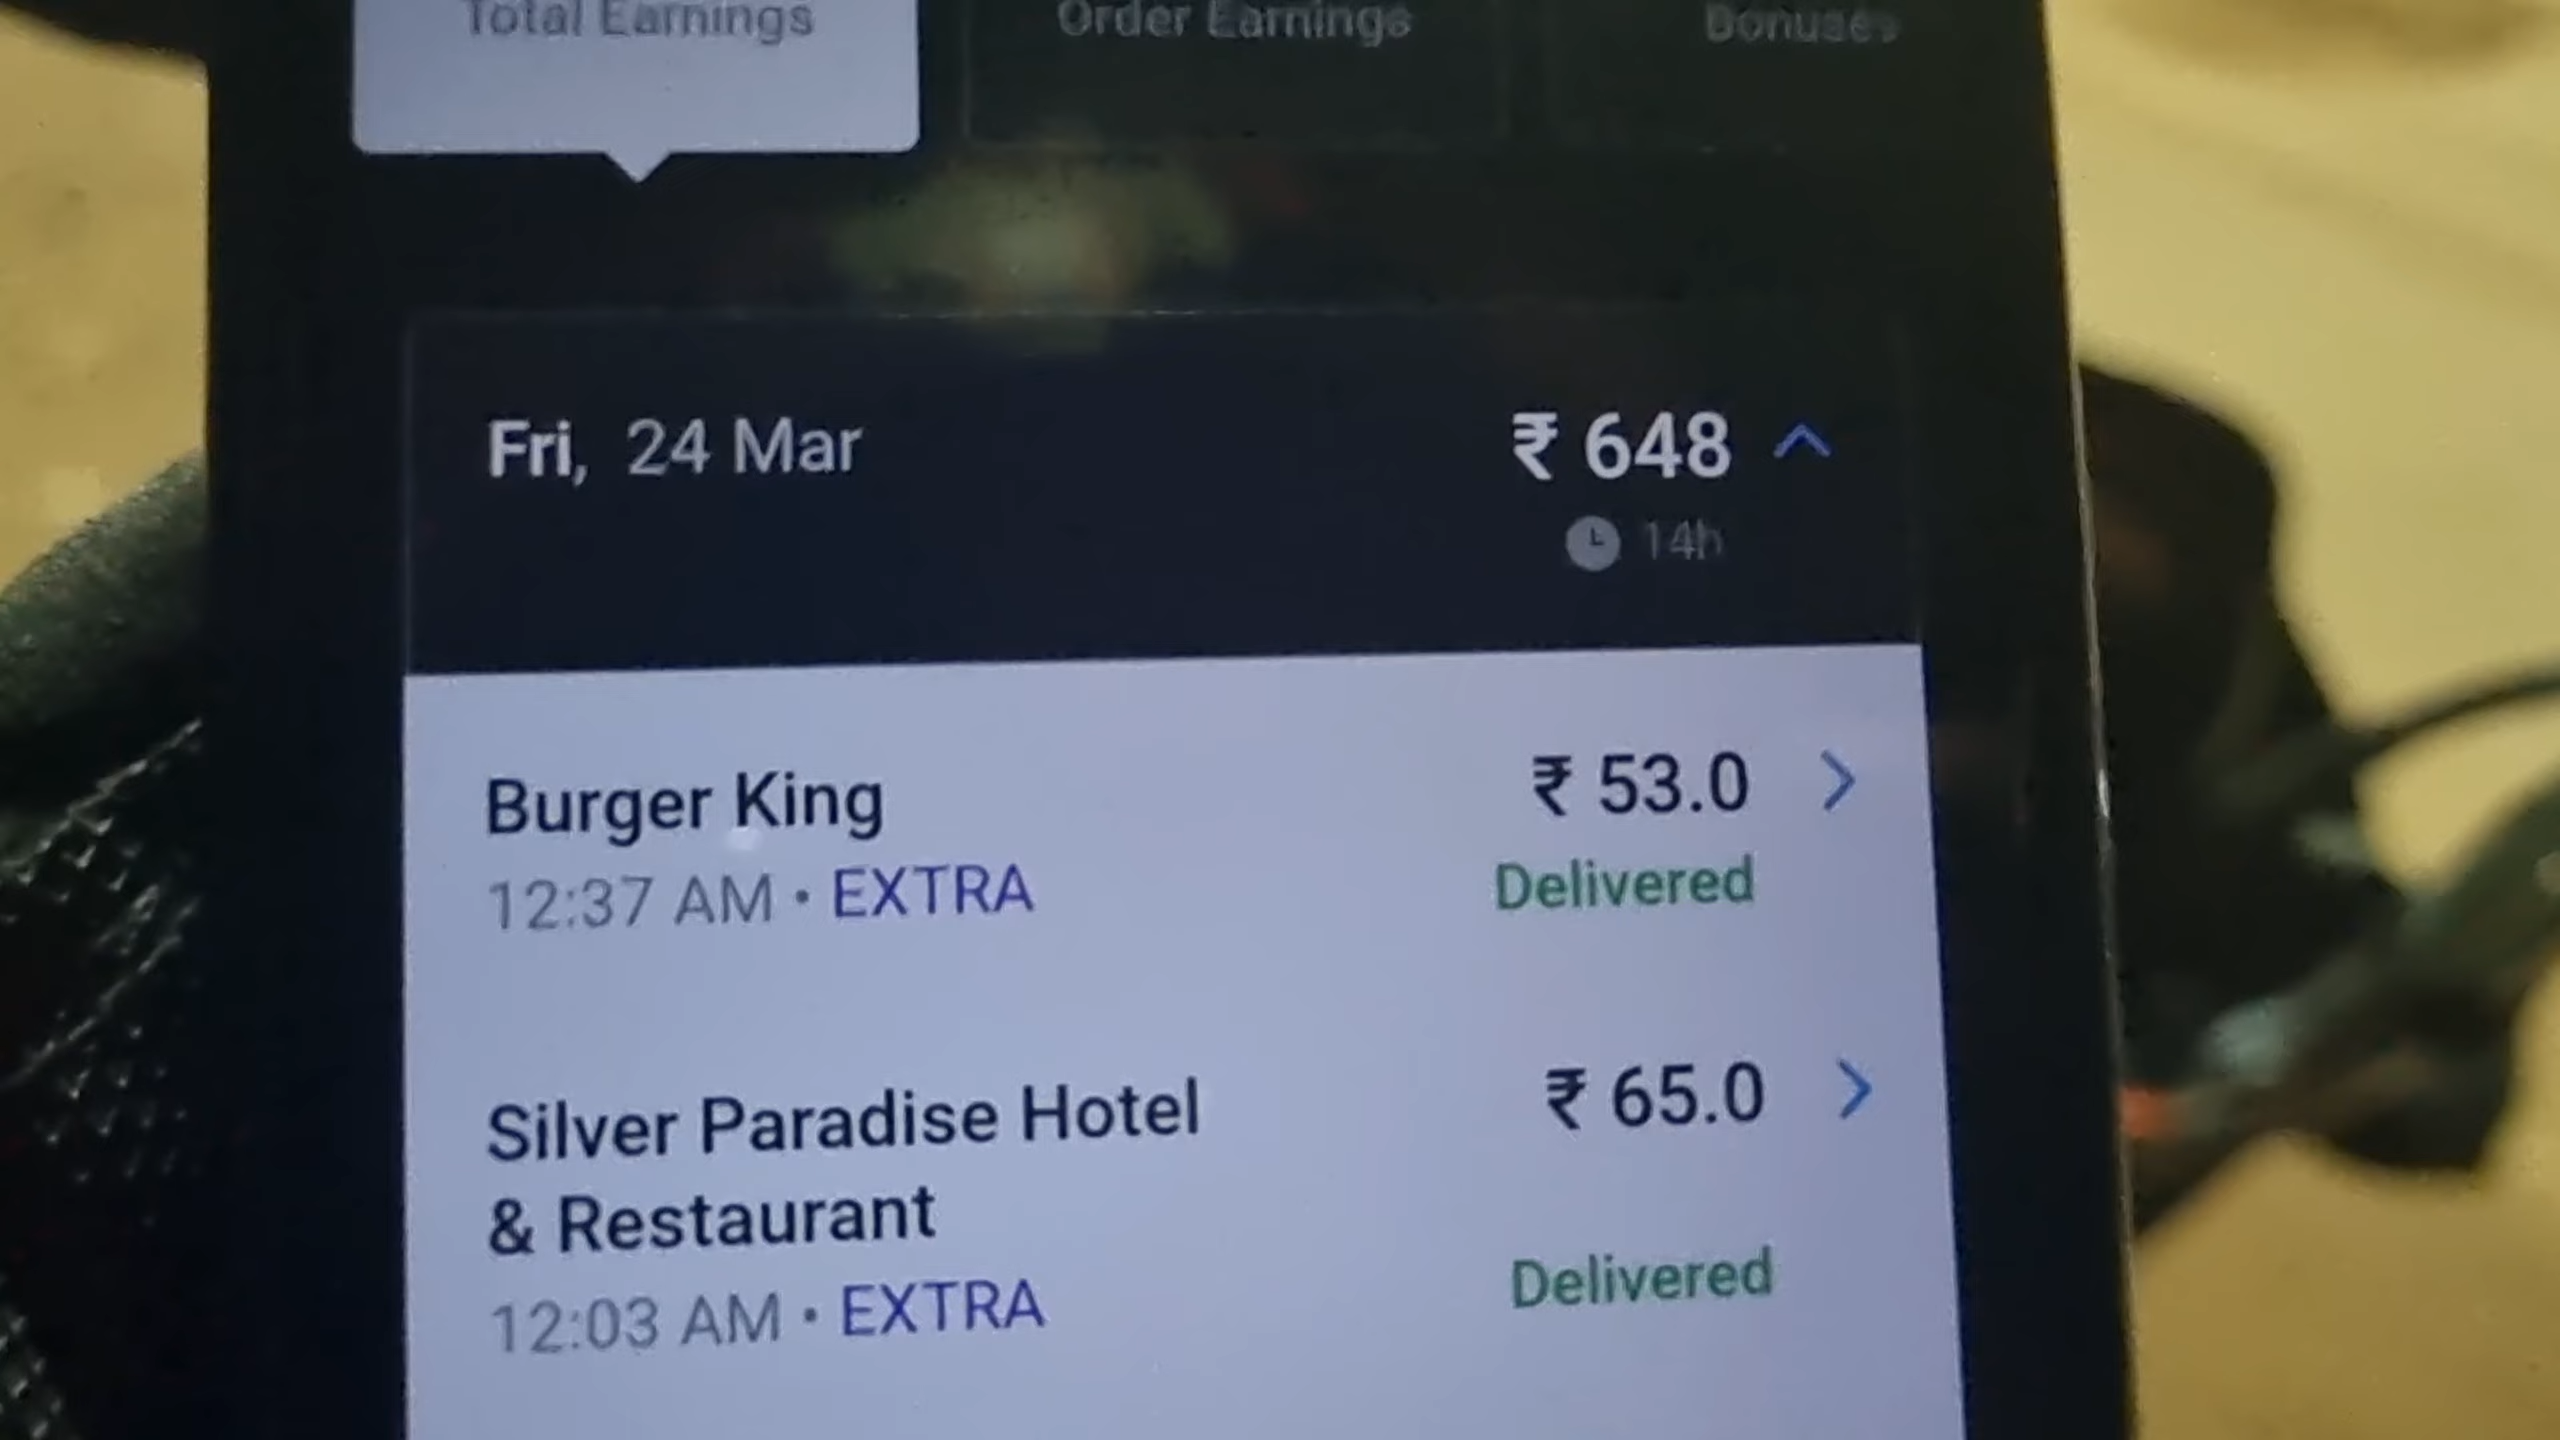 Total Earnings
Order Earnings
Bonuses
Fri, 24 Mar
₹ 648
14h
Burger King
₹ 53.0
12:37 AM • EXTRA
Delivered
Silver Paradise Hotel
& Restaurant
₹ 65.0
12:03 AM • EXTRA
Delivered